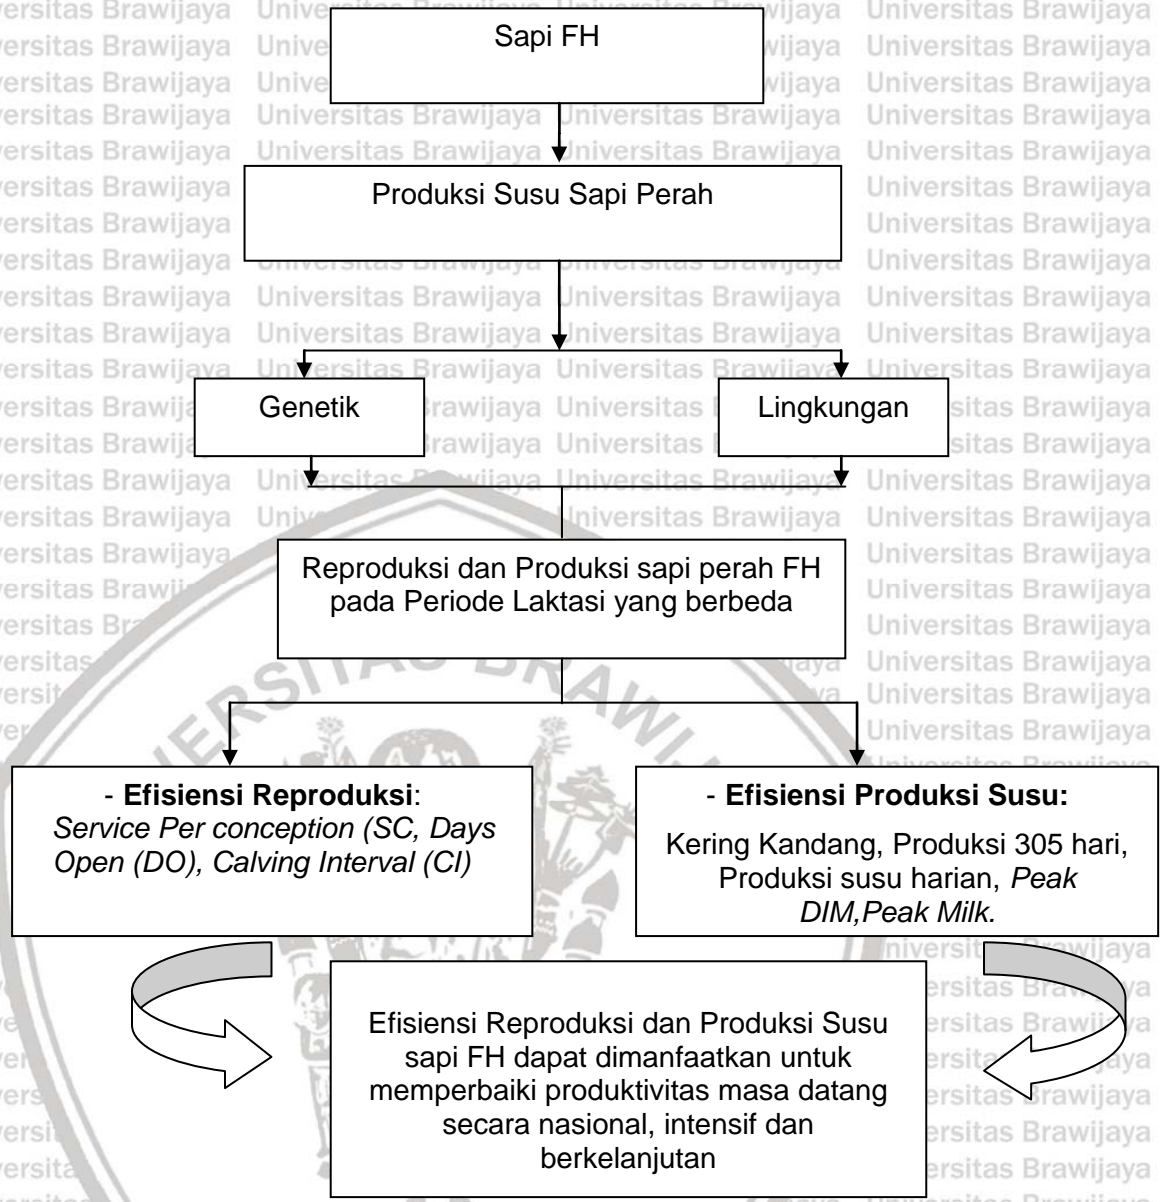 Sapi FH
Produksi Susu Sapi Perah
Genetik
Lingkungan
Reproduksi dan Produksi sapi perah FH
pada Periode Laktasi yang berbeda
- Efisiensi Reproduksi:
Service Per conception (SC, Days
Open (DO), Calving Interval (CI)
- Efisiensi Produksi Susu:
Kering Kandang, Produksi 305 hari,
Produksi susu harian, Peak
DIM,Peak Milk.
Efisiensi Reproduksi dan Produksi Susu
sapi FH dapat dimanfaatkan untuk
memperbaiki produktivitas masa datang
secara nasional, intensif dan
berkelanjutan
Universitas Brawijaya